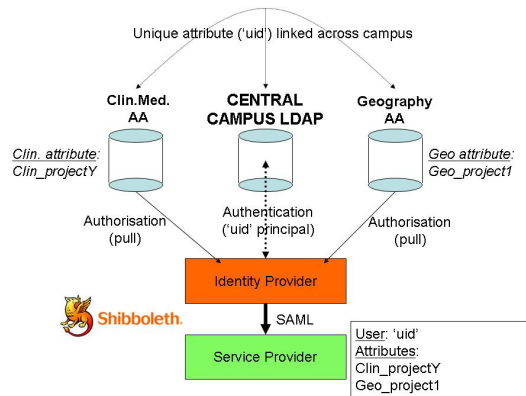 Unique attribute (‘uid’) linked across campus
Clin.Med.
AA
CENTRAL
CAMPUS LDAP
Geography
AA
Clin. attribute:
Clin_projectY
Geo attribute:
Geo_project1
Authorisation
(pull)
Authentication
(‘uid’ principal)
Authorisation
(pull)
Identity Provider
Shibboleth.
SAML
Service Provider
User: ‘uid’
Attributes:
Clin_projectY
Geo_project1